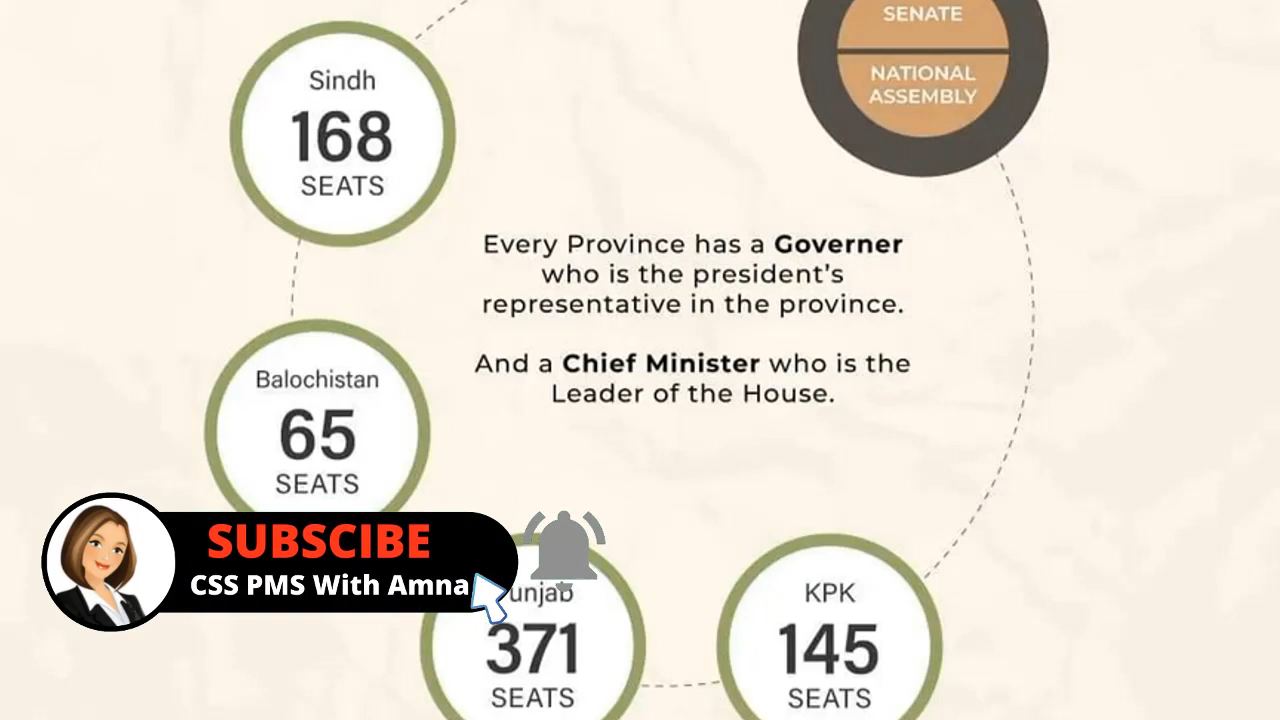 SENATE
NATIONAL
ASSEMBLY
Sindh
168
SEATS
Every Province has a Governer
who is the president's
representative in the province.
And a Chief Minister who is the
Leader of the House.
Balochistan
65
SEATS
SUBSCIBE
CSS PMS With Amna
unjab
371
SEATS
KPK
145
SEATS